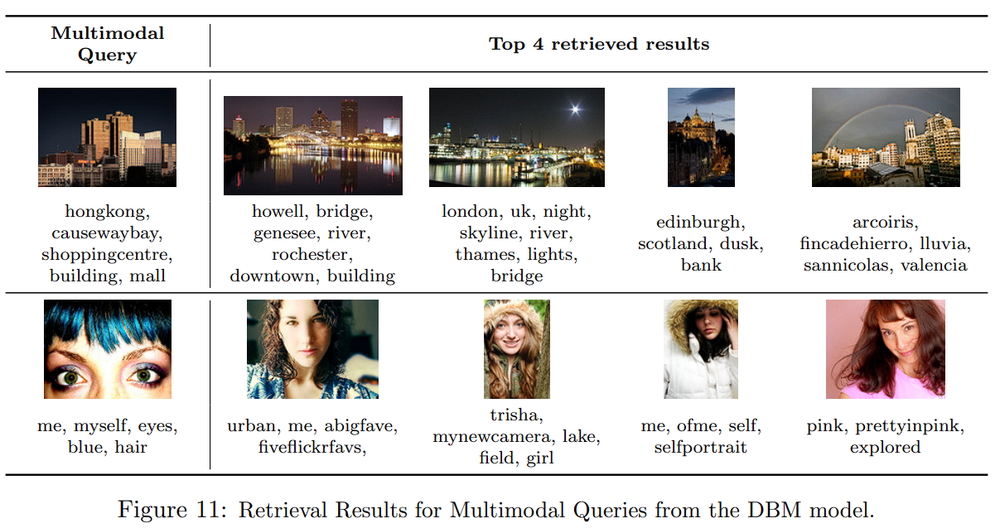 Multimodal
Query
Top 4 retrieved results
hongkong,
causewaybay,
shoppingcentre,
building, mall
howell, bridge,
genesee, river,
rochester,
downtown, building
london, uk, night,
skyline, river,
thames, lights,
bridge
edinburgh,
scotland, dusk,
bank
arcoiris,
fincadehierro, lluvia,
sannicolas, valencia
me, myself, eyes,
blue, hair
urban, me, abigfave,
fiveflickrfavs,
trisha,
mynewcamera, lake,
field, girl
me, ofme, self,
selfportrait
pink, prettyinpink,
explored
Figure 11: Retrieval Results for Multimodal Queries from the DBM model.